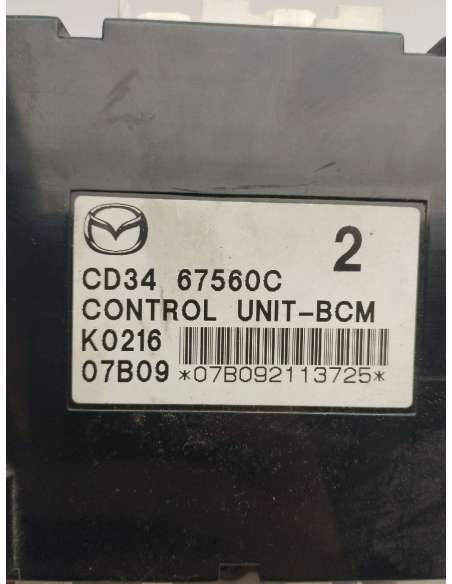 2
CD34 67560C
CONTROL UNIT-BCM
K0216
07B09 *07B092113725*